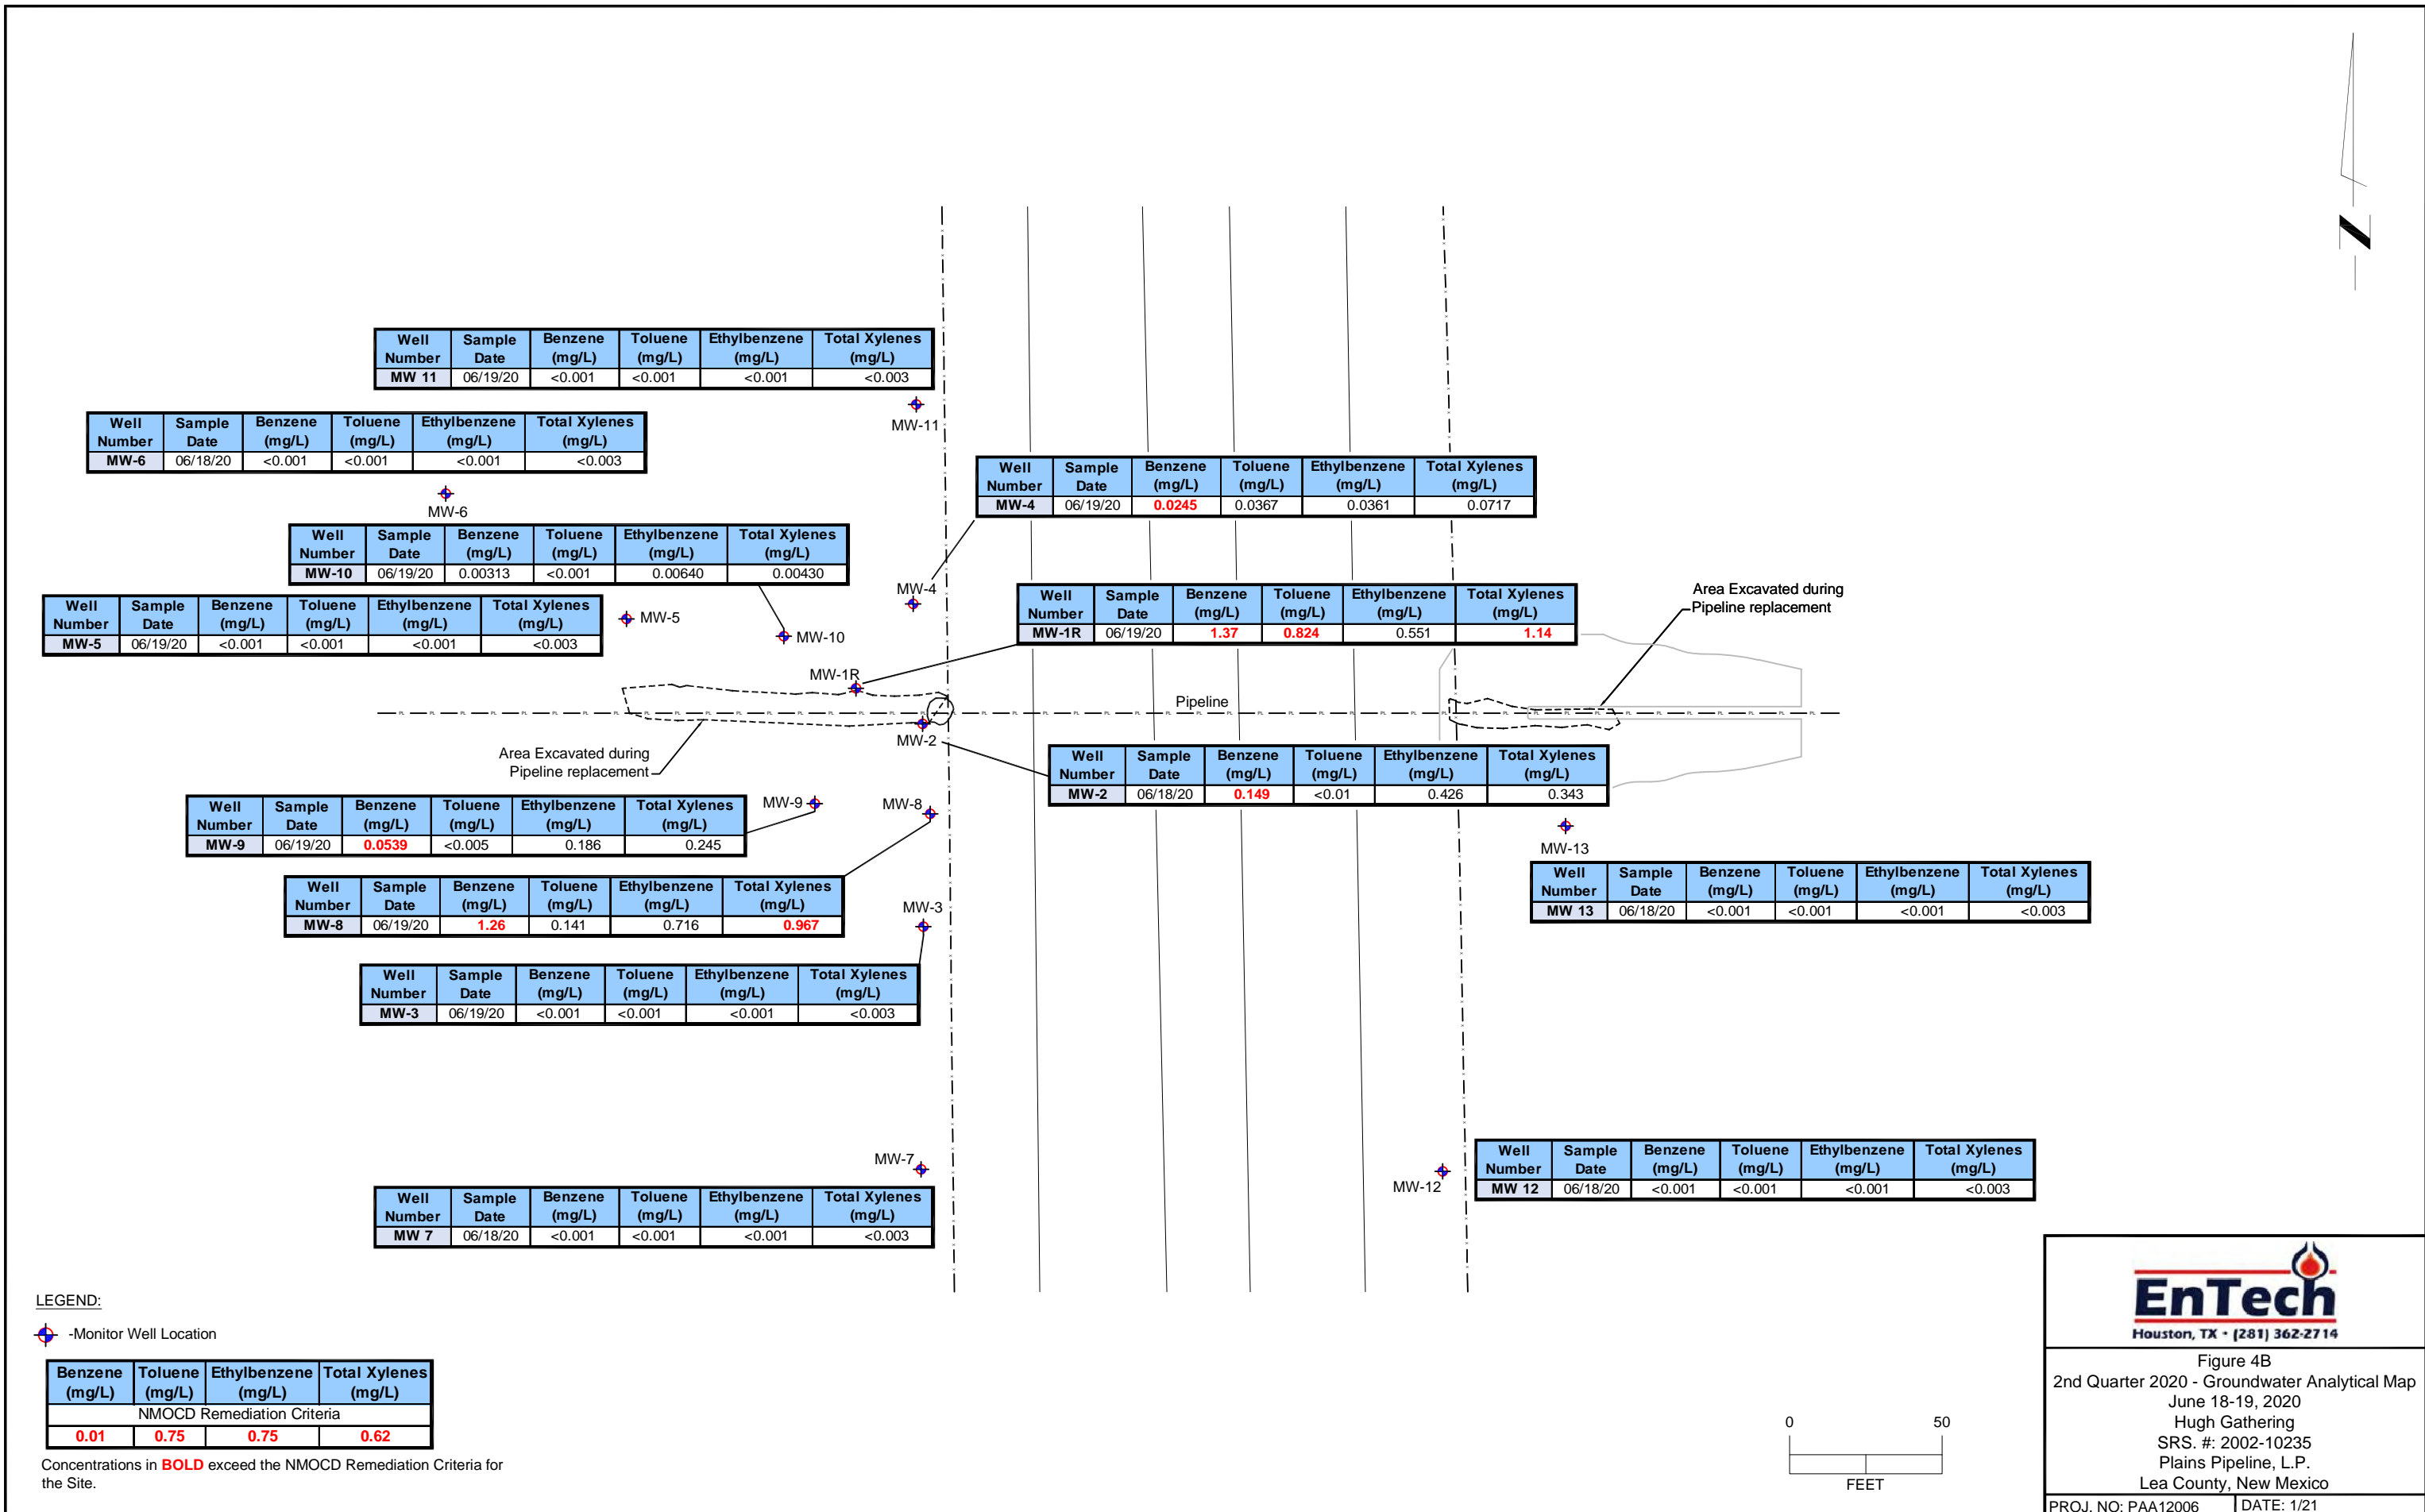 N
Well Number | Sample Date | Benzene (mg/L) | Toluene (mg/L) | Ethylbenzene (mg/L) | Total Xylenes (mg/L)
MW 11 | 06/19/20 | <0.001 | <0.001 | <0.001 | <0.003
MW-11
Well Number | Sample Date | Benzene (mg/L) | Toluene (mg/L) | Ethylbenzene (mg/L) | Total Xylenes (mg/L)
MW-6 | 06/18/20 | <0.001 | <0.001 | <0.001 | <0.003
MW-6
Well Number | Sample Date | Benzene (mg/L) | Toluene (mg/L) | Ethylbenzene (mg/L) | Total Xylenes (mg/L)
MW-4 | 06/19/20 | 0.0245 | 0.0367 | 0.0361 | 0.0717
MW-4
Well Number | Sample Date | Benzene (mg/L) | Toluene (mg/L) | Ethylbenzene (mg/L) | Total Xylenes (mg/L)
MW-10 | 06/19/20 | 0.00313 | <0.001 | 0.00640 | 0.00430
MW-10
Well Number | Sample Date | Benzene (mg/L) | Toluene (mg/L) | Ethylbenzene (mg/L) | Total Xylenes (mg/L)
MW-5 | 06/19/20 | <0.001 | <0.001 | <0.001 | <0.003
MW-5
Well Number | Sample Date | Benzene (mg/L) | Toluene (mg/L) | Ethylbenzene (mg/L) | Total Xylenes (mg/L)
MW-1R | 06/19/20 | 1.37 | 0.824 | 0.551 | 1.14
MW-1R
Area Excavated during
Pipeline replacement
Pipeline
MW-2
Area Excavated during
Pipeline replacement
Well Number | Sample Date | Benzene (mg/L) | Toluene (mg/L) | Ethylbenzene (mg/L) | Total Xylenes (mg/L)
MW-2 | 06/18/20 | 0.149 | <0.01 | 0.426 | 0.343
Well Number | Sample Date | Benzene (mg/L) | Toluene (mg/L) | Ethylbenzene (mg/L) | Total Xylenes (mg/L)
MW-9 | 06/19/20 | 0.0539 | <0.005 | 0.186 | 0.245
MW-9
MW-8
Well Number | Sample Date | Benzene (mg/L) | Toluene (mg/L) | Ethylbenzene (mg/L) | Total Xylenes (mg/L)
MW-8 | 06/19/20 | 1.26 | 0.141 | 0.716 | 0.967
MW-13
Well Number | Sample Date | Benzene (mg/L) | Toluene (mg/L) | Ethylbenzene (mg/L) | Total Xylenes (mg/L)
MW 13 | 06/18/20 | <0.001 | <0.001 | <0.001 | <0.003
MW-3
Well Number | Sample Date | Benzene (mg/L) | Toluene (mg/L) | Ethylbenzene (mg/L) | Total Xylenes (mg/L)
MW-3 | 06/19/20 | <0.001 | <0.001 | <0.001 | <0.003
MW-7
Well Number | Sample Date | Benzene (mg/L) | Toluene (mg/L) | Ethylbenzene (mg/L) | Total Xylenes (mg/L)
MW 7 | 06/18/20 | <0.001 | <0.001 | <0.001 | <0.003
MW-12
Well Number | Sample Date | Benzene (mg/L) | Toluene (mg/L) | Ethylbenzene (mg/L) | Total Xylenes (mg/L)
MW 12 | 06/18/20 | <0.001 | <0.001 | <0.001 | <0.003
LEGEND:
-Monitor Well Location
Benzene (mg/L) | Toluene (mg/L) | Ethylbenzene (mg/L) | Total Xylenes (mg/L)
NMOCD Remediation Criteria
0.01 | 0.75 | 0.75 | 0.62
Concentrations in BOLD exceed the NMOCD Remediation Criteria for
the Site.
0 50
FEET
EnTech
Houston, TX • (281) 362-2714
Figure 4B
2nd Quarter 2020 - Groundwater Analytical Map
June 18-19, 2020
Hugh Gathering
SRS. #: 2002-10235
Plains Pipeline, L.P.
Lea County, New Mexico
PROJ. NO: PAA12006 | DATE: 1/21